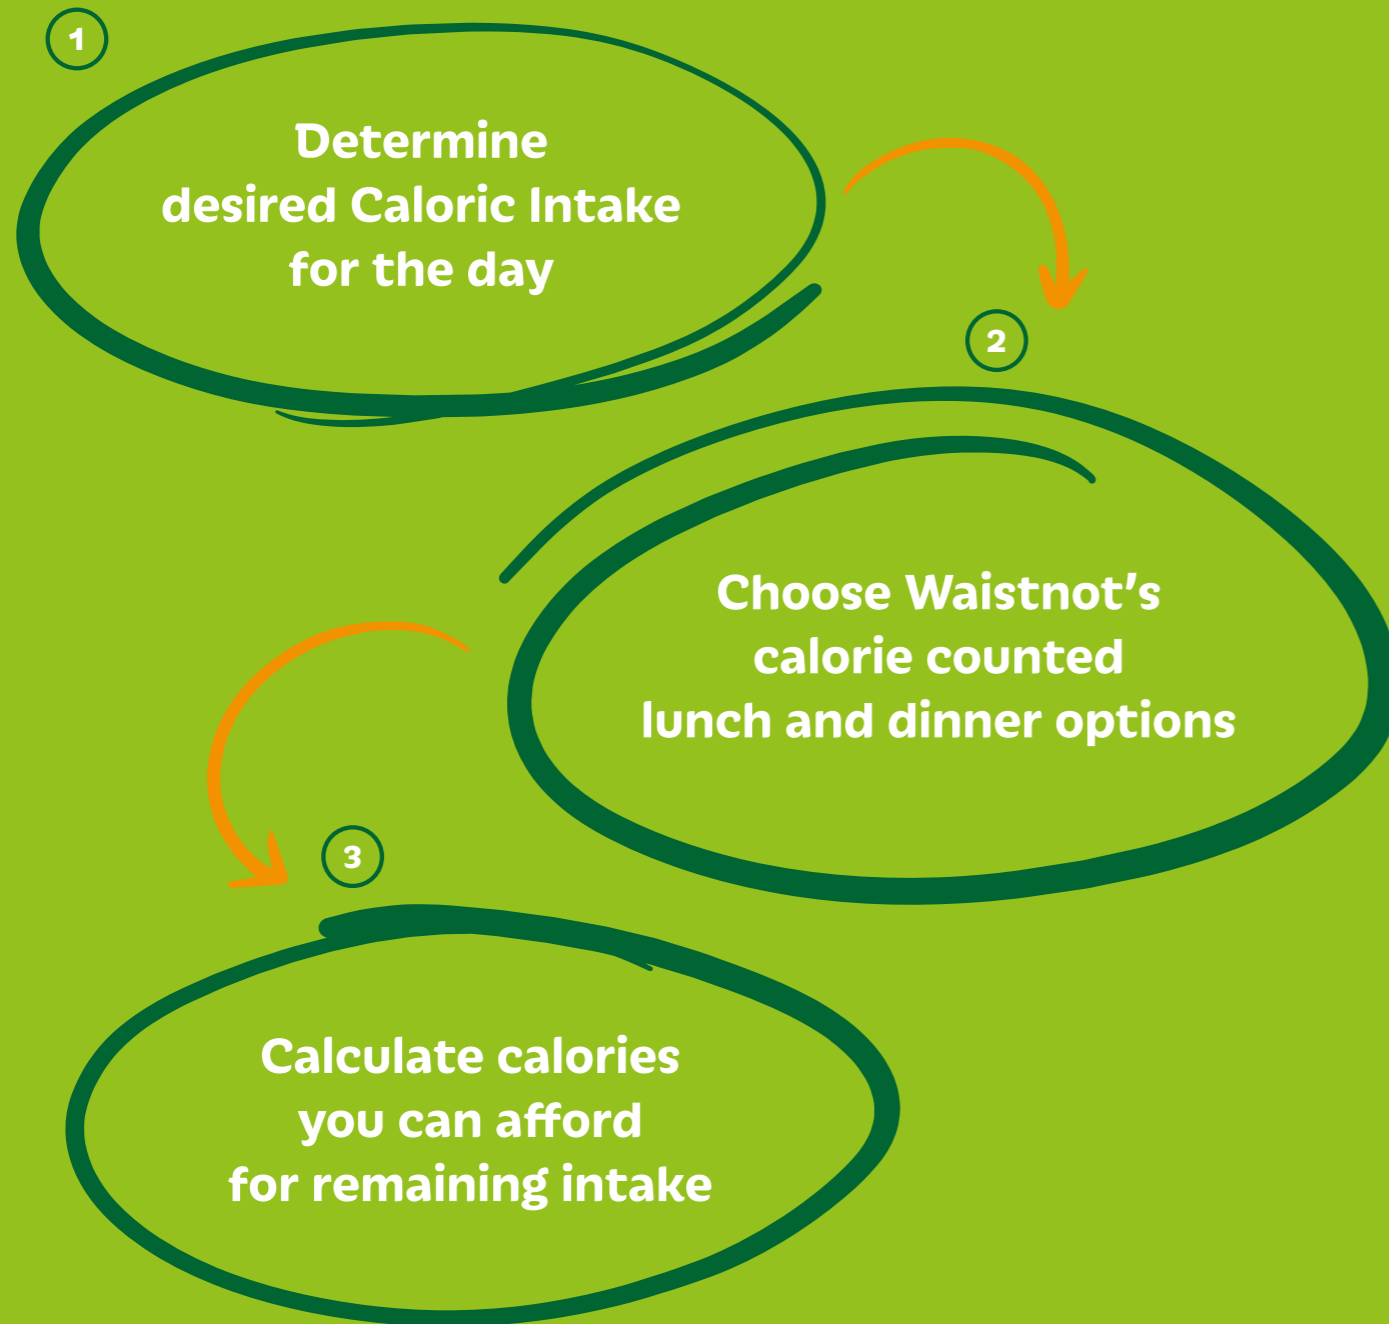 1
Determine
desired Caloric Intake
for the day
2
Choose Waistnot's
calorie counted
lunch and dinner options
3
Calculate calories
you can afford
for remaining intake